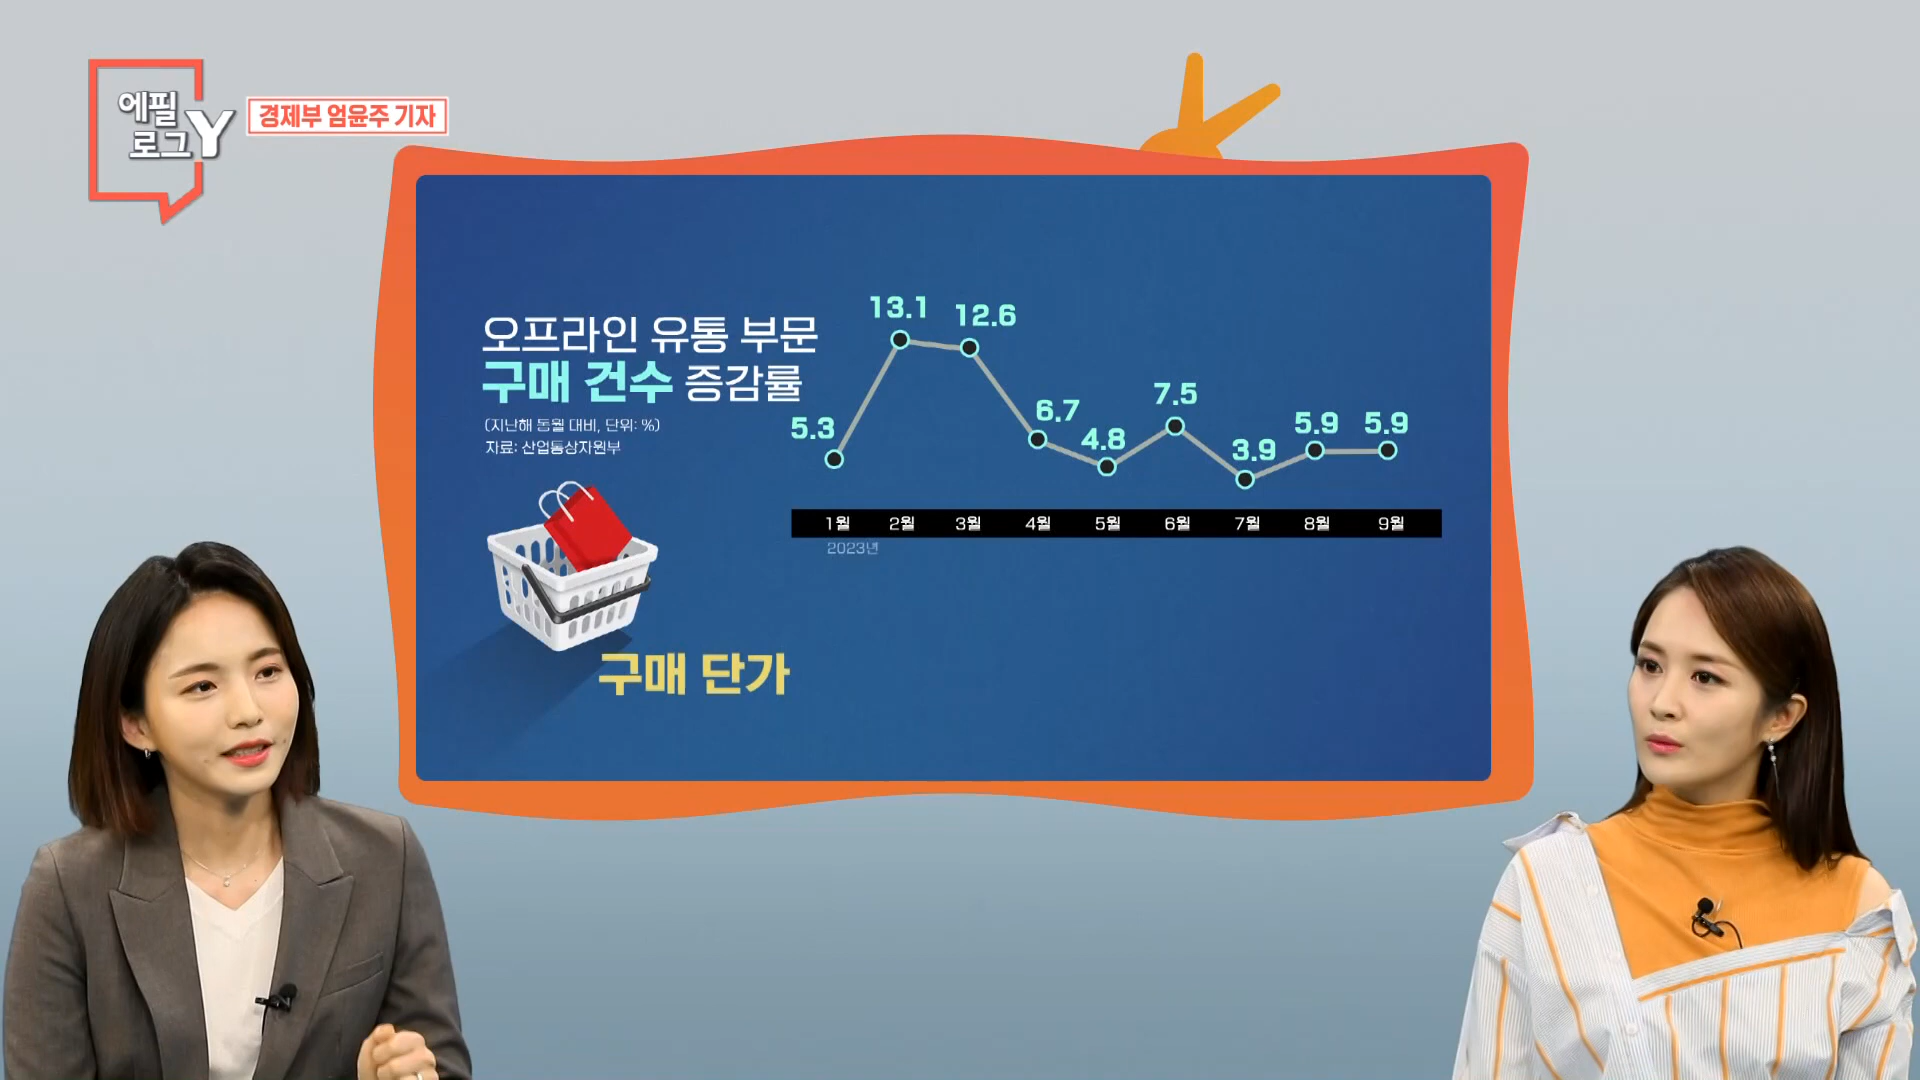 에필
로그Y
경제부 엄윤주 기자
오프라인 유통 부문
구매 건수 증감률
(지난해 동월 대비, 단위: %)
자료: 산업통상자원부
5.3
13.1
12.6
6.7
4.8
7.5
3.9
5.9
5.9
1월 2월 3월 4월 5월 6월 7월 8월 9월
2023년
구매 단가